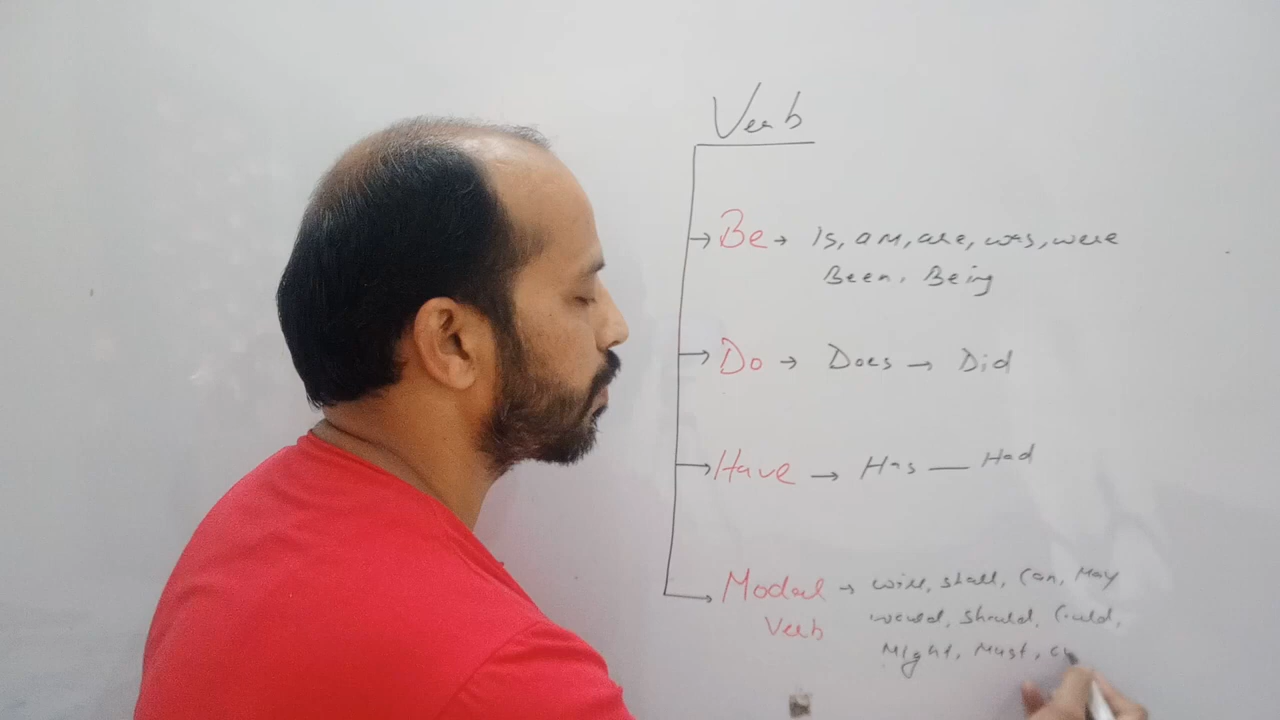 Verb
Be → Is, am, are, was, were
Been, Being
Do → Does → Did
Have → Has — Had
Modal → will, shall, Can, May
Verb would, should, Could,
Might, Must,